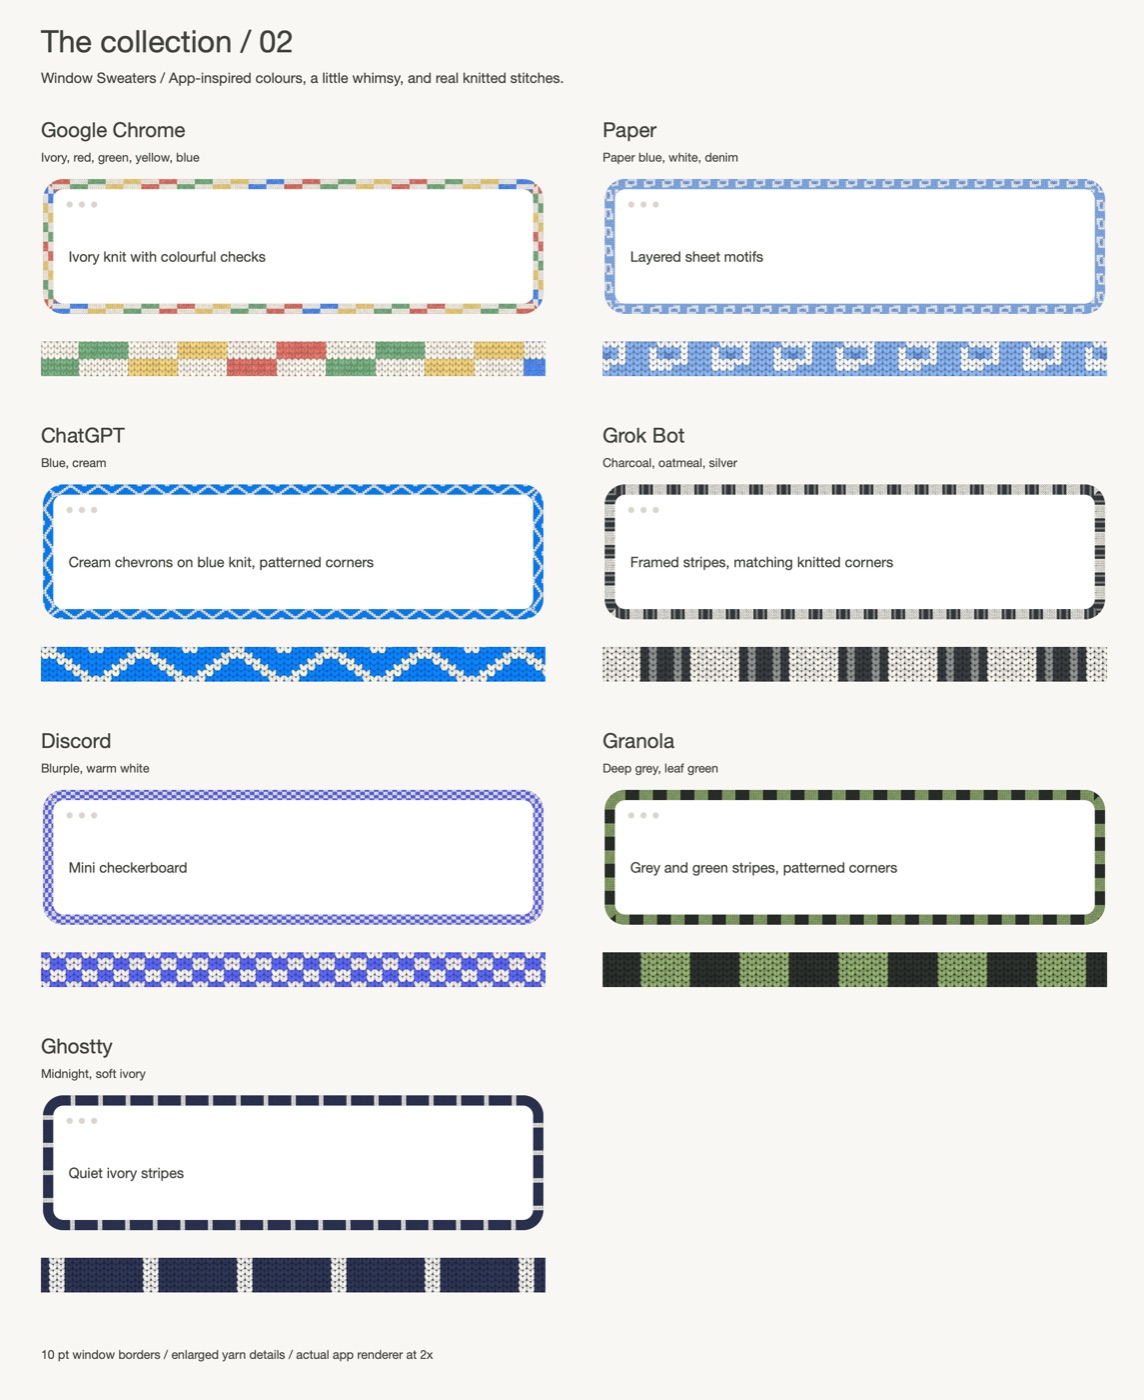 The collection / 02
Window Sweaters / App-inspired colours, a little whimsy, and real knitted stitches.
Google Chrome
Ivory, red, green, yellow, blue
Ivory knit with colourful checks
Paper
Paper blue, white, denim
Layered sheet motifs
ChatGPT
Blue, cream
Cream chevrons on blue knit, patterned corners
Grok Bot
Charcoal, oatmeal, silver
Framed stripes, matching knitted corners
Discord
Blurple, warm white
Mini checkerboard
Granola
Deep grey, leaf green
Grey and green stripes, patterned corners
Ghostty
Midnight, soft ivory
Quiet ivory stripes
10 pt window borders / enlarged yarn details / actual app renderer at 2x